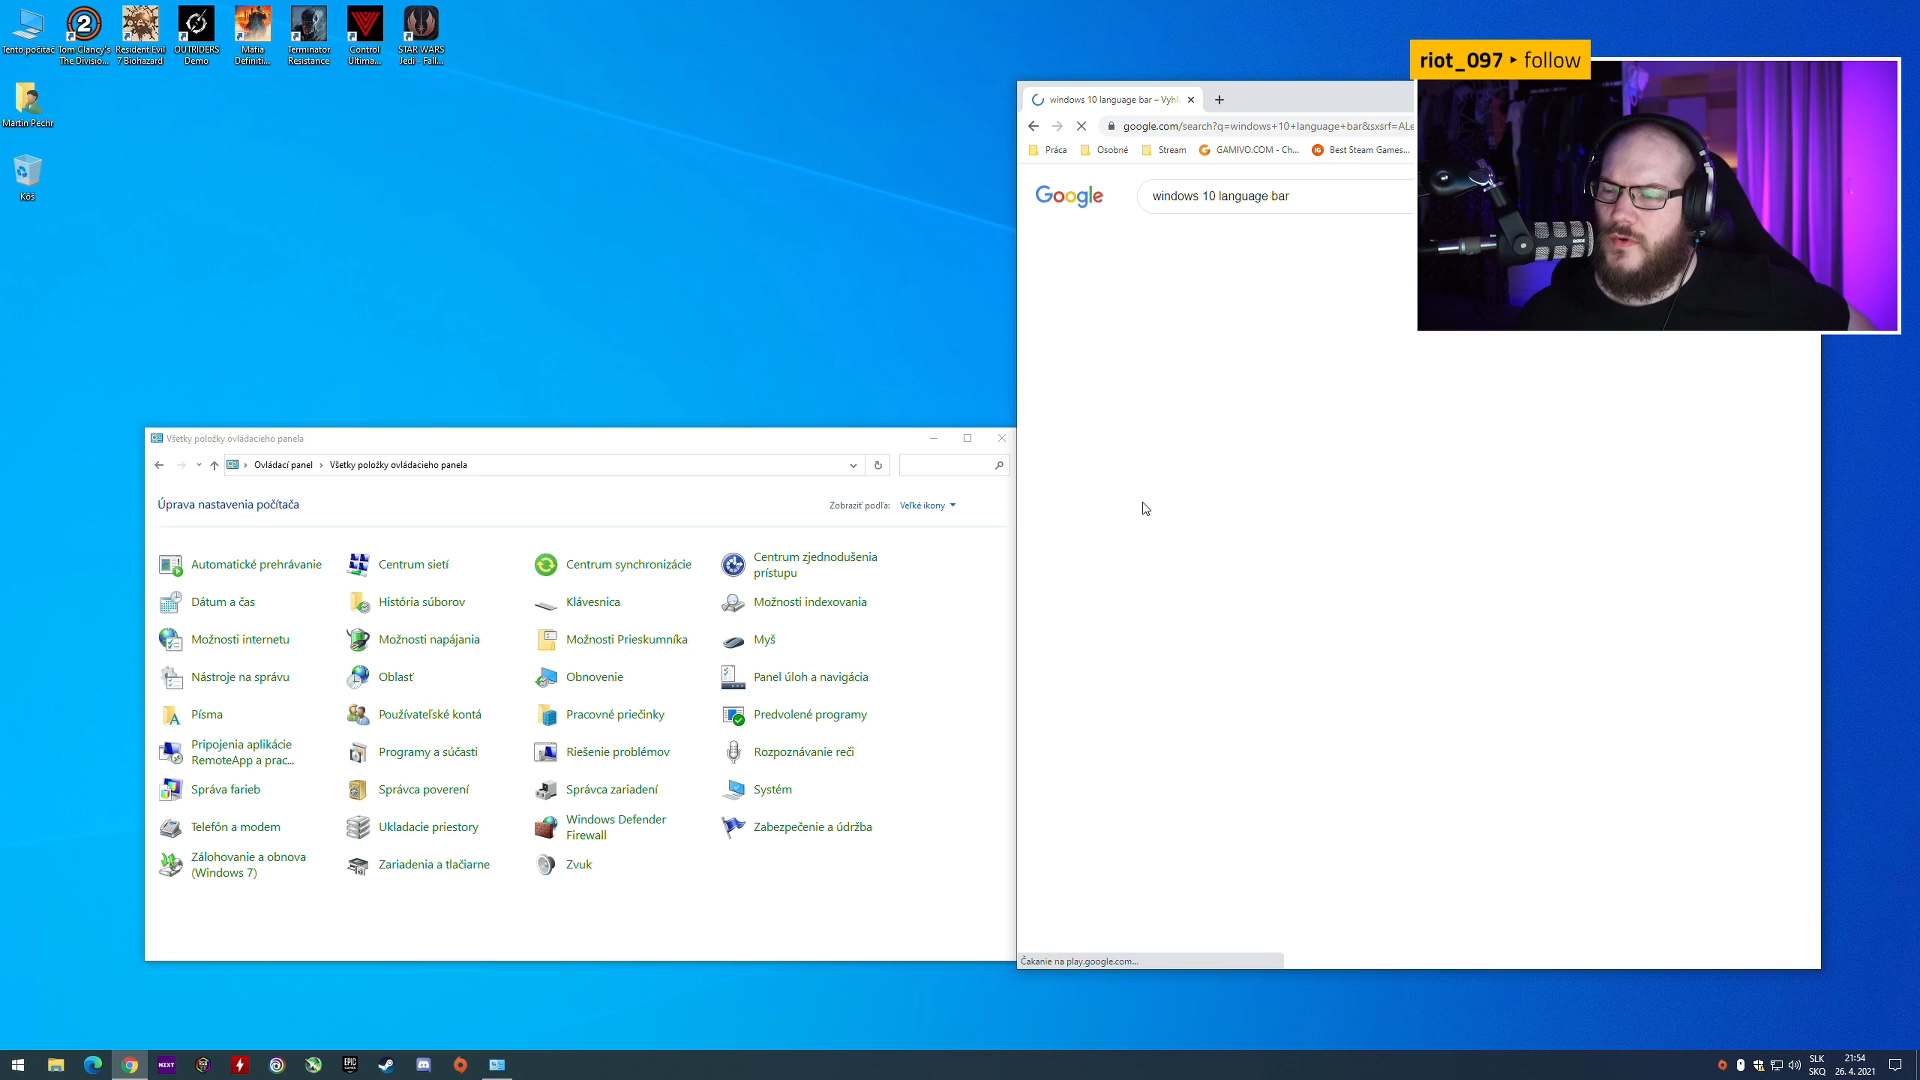 Tento počítač
Tom Clancy's
The Divisio...
Resident Evil
7 Biohazard
OUTRIDERS
Demo
Mafia
Definiti...
Terminator
Resistance
Control
Ultima...
STAR WARS
Jedi - Fall...
Martin Pechr
Kôš
riot_097 ‣ follow
windows 10 language bar – Vyhľ
google.com/search?q=windows+10+language+bar&sxsrf=ALe
Práca
Osobné
Stream
GAMIVO.COM - Ch...
Best Steam Games...
Google
windows 10 language bar
Čakanie na play.google.com...
Všetky položky ovládacieho panela
Ovládací panel › Všetky položky ovládacieho panela
Úprava nastavenia počítača
Zobraziť podľa: Veľké ikony
Automatické prehrávanie
Centrum sietí
Centrum synchronizácie
Centrum zjednodušenia
prístupu
Dátum a čas
História súborov
Klávesnica
Možnosti indexovania
Možnosti internetu
Možnosti napájania
Možnosti Prieskumníka
Myš
Nástroje na správu
Oblasť
Obnovenie
Panel úloh a navigácia
Písma
Používateľské kontá
Pracovné priečinky
Predvolené programy
Pripojenia aplikácie
RemoteApp a prac...
Programy a súčasti
Riešenie problémov
Rozpoznávanie reči
Správa farieb
Správca poverení
Správca zariadení
Systém
Telefón a modem
Ukladacie priestory
Windows Defender
Firewall
Zabezpečenie a údržba
Zálohovanie a obnova
(Windows 7)
Zariadenia a tlačiarne
Zvuk
NZXT
EPIC
SLK
SKQ
21:54
26. 4. 2021